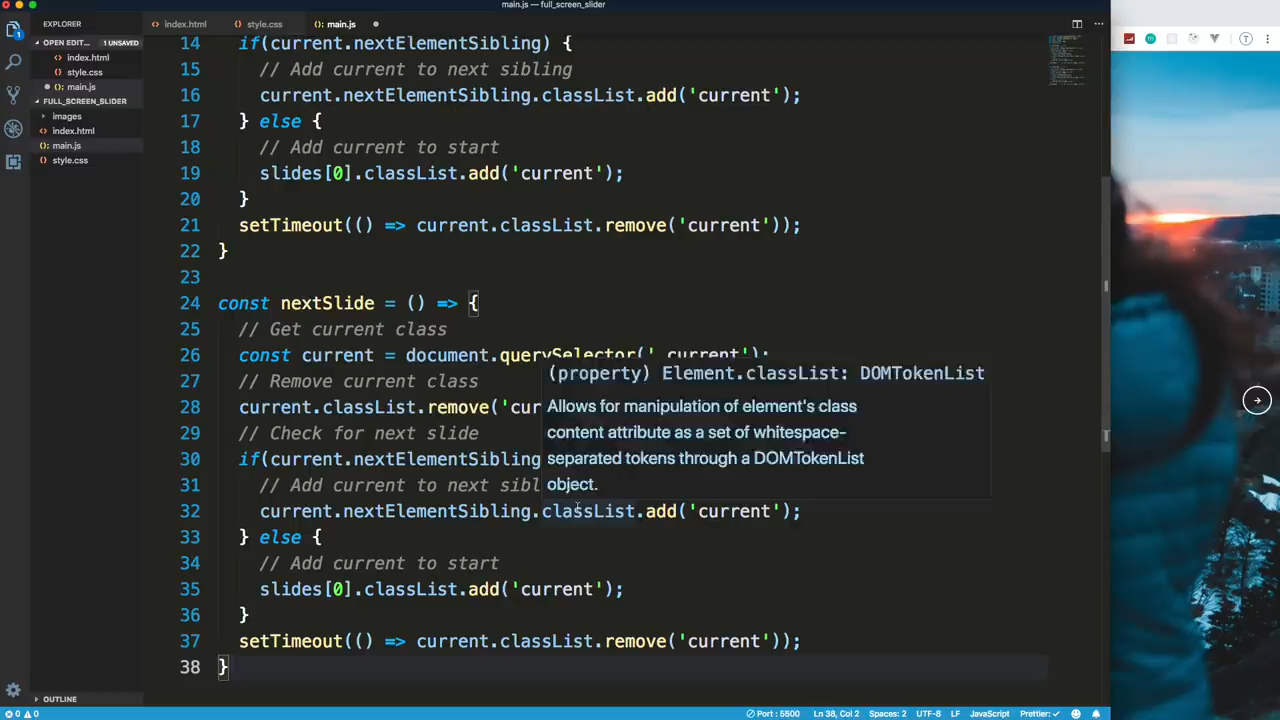 main.js — full_screen_slider
EXPLORER
index.html
style.css
main.js
OPEN EDIT... 1 UNSAVED
index.html
style.css
main.js
FULL_SCREEN_SLIDER
images
index.html
main.js
style.css
OUTLINE
14 if(current.nextElementSibling) {
15 // Add current to next sibling
16 current.nextElementSibling.classList.add('current');
17 } else {
18 // Add current to start
19 slides[0].classList.add('current');
20 }
21 setTimeout(() => current.classList.remove('current'));
22 }
23
24 const nextSlide = () => {
25 // Get current class
26 const current = document.querySelector('.current');
27 // Remove current class
28 current.classList.remove('cur
29 // Check for next slide
30 if(current.nextElementSibling
31 // Add current to next sibl
32 current.nextElementSibling.classList.add('current');
33 } else {
34 // Add current to start
35 slides[0].classList.add('current');
36 }
37 setTimeout(() => current.classList.remove('current'));
38 }
(property) Element.classList: DOMTokenList
Allows for manipulation of element's class
content attribute as a set of whitespace-
separated tokens through a DOMTokenList
object.
0 0 Port : 5500 Ln 38, Col 2 Spaces: 2 UTF-8 LF JavaScript Prettier: ✓